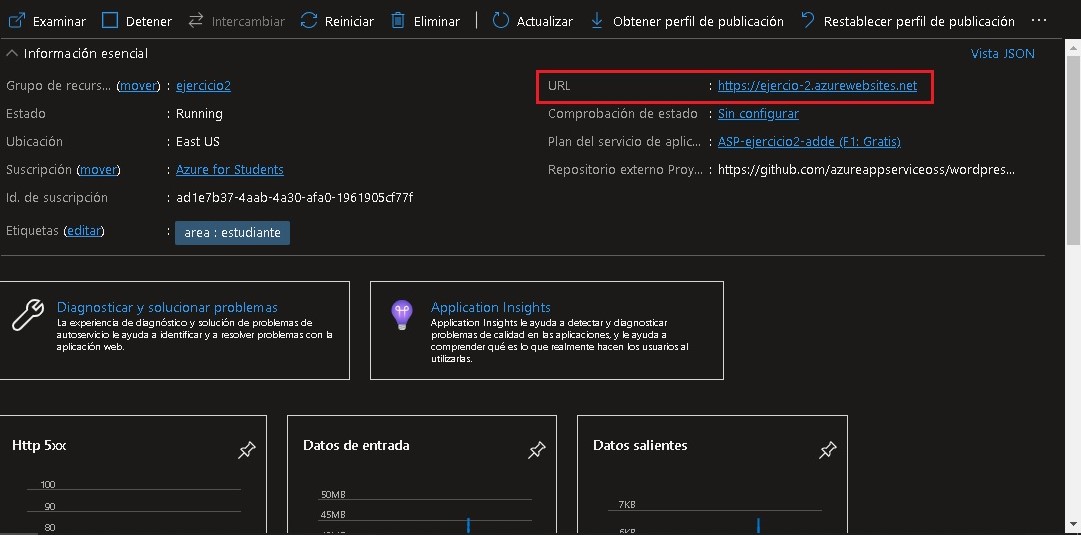 Examinar Detener Intercambiar Reiniciar Eliminar Actualizar Obtener perfil de publicación Restablecer perfil de publicación ...
Información esencial Vista JSON
Grupo de recurs... (mover) : ejercicio2
Estado : Running
Ubicación : East US
Suscripción (mover) : Azure for Students
Id. de suscripción : ad1e7b37-4aab-4a30-afa0-1961905cf77f
Etiquetas (editar) : area : estudiante
URL : https://ejercio-2.azurewebsites.net
Comprobación de estado : Sin configurar
Plan del servicio de aplic... : ASP-ejercicio2-adde (F1: Gratis)
Repositorio externo Proy... : https://github.com/azureappserviceoss/wordpres...
Diagnosticar y solucionar problemas
La experiencia de diagnóstico y solución de problemas de
autoservicio le ayuda a identificar y a resolver problemas con la
aplicación web.
Application Insights
Application Insights le ayuda a detectar y diagnosticar
problemas de calidad en las aplicaciones, y le ayuda a
comprender qué es lo que realmente hacen los usuarios al
utilizarlas.
Http 5xx
100
90
80
Datos de entrada
50MB
45MB
Datos salientes
7KB
6KB